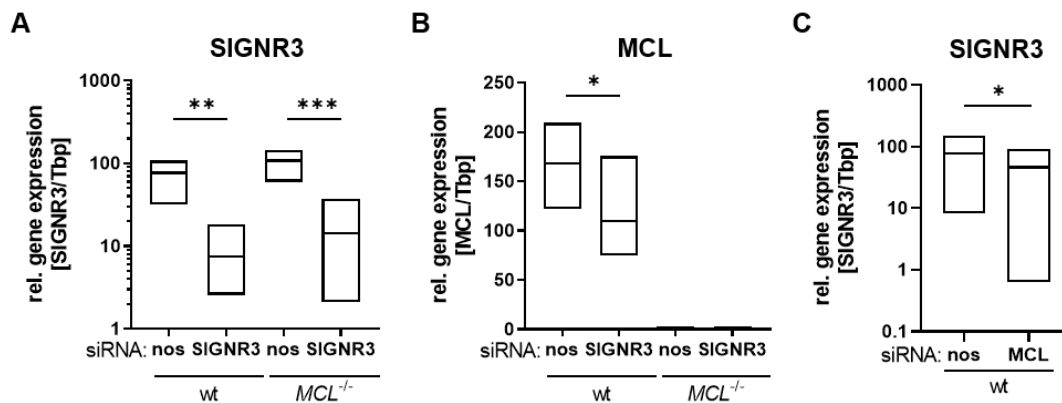 A
SIGNR3
rel. gene expression
[SIGNR3/Tbp]
1000
100
10
1
** ***
siRNA: nos SIGNR3 nos SIGNR3
wt MCL-/-
B
MCL
rel. gene expression
[MCL/Tbp]
250
200
150
100
50
0
*
nos SIGNR3 nos SIGNR3
wt MCL-/-
C
SIGNR3
rel. gene expression
[SIGNR3/Tbp]
1000
100
10
1
0.1
*
siRNA: nos MCL
wt